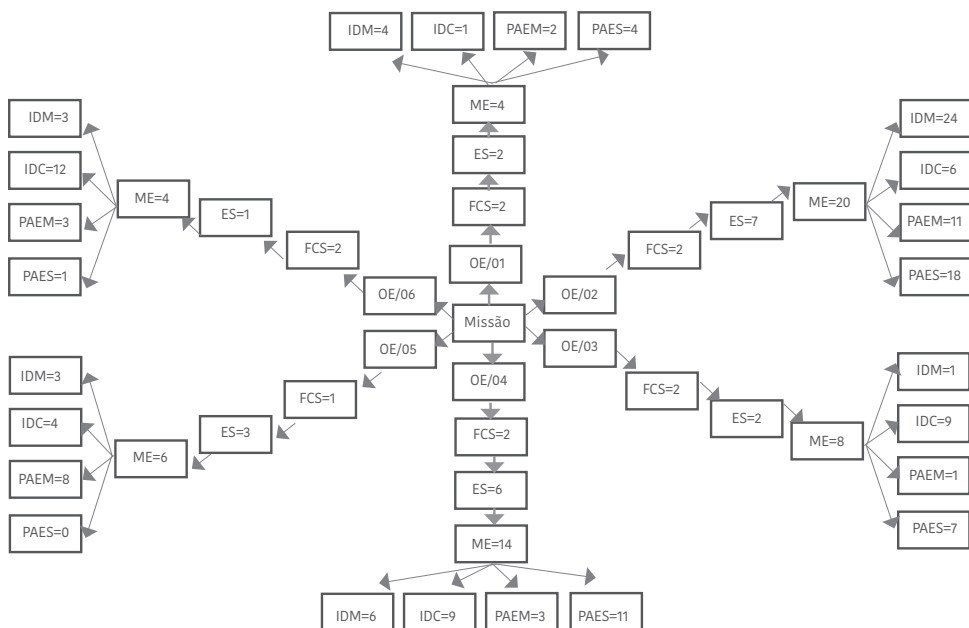 IDM=4
IDC=1
PAEM=2
PAES=4
ME=4
ES=2
FCS=2
OE/01
IDM=3
IDC=12
PAEM=3
PAES=1
ME=4
ES=1
FCS=2
OE/06
IDM=24
IDC=6
PAEM=11
PAES=18
ME=20
ES=7
FCS=2
OE/02
Missão
OE/05
FCS=1
ES=3
ME=6
IDM=3
IDC=4
PAEM=8
PAES=0
OE/03
FCS=2
ES=2
ME=8
IDM=1
IDC=9
PAEM=1
PAES=7
OE/04
FCS=2
ES=6
ME=14
IDM=6
IDC=9
PAEM=3
PAES=11